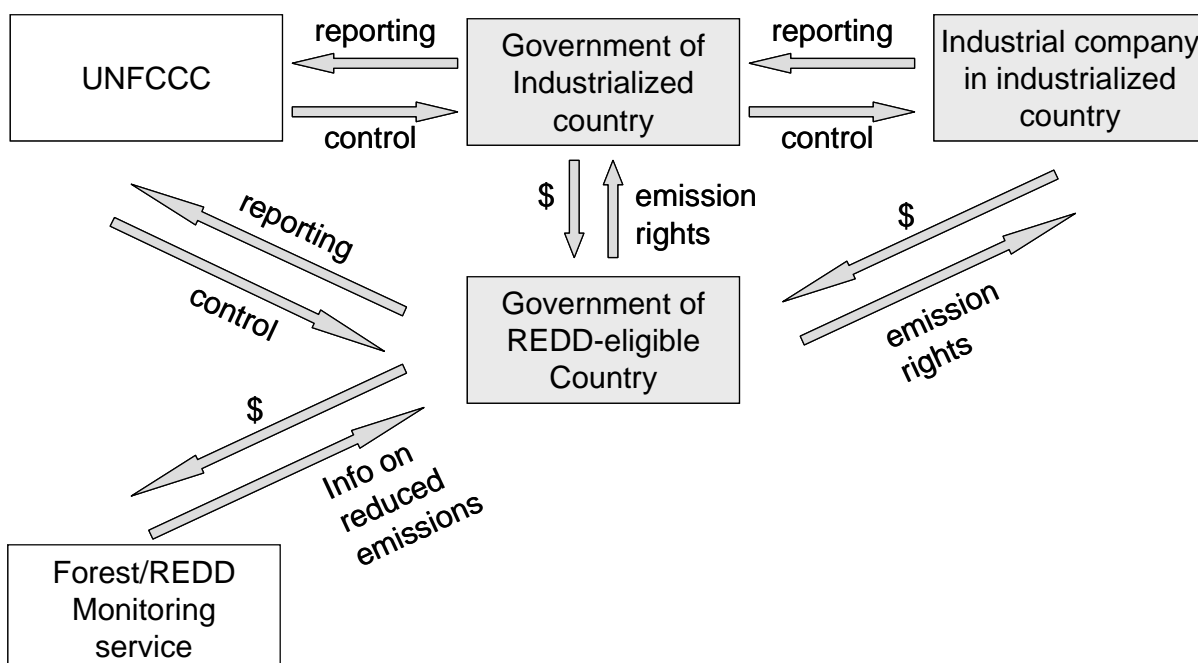 reporting
reporting
UNFCCC
Government of
Industrialized
country
Industrial company
in industrialized
country
control
control
$
emission
rights
reporting
control
$
emission
rights
Government of
REDD-eligible
Country
$
Info on
reduced
emissions
Forest/REDD
Monitoring
service